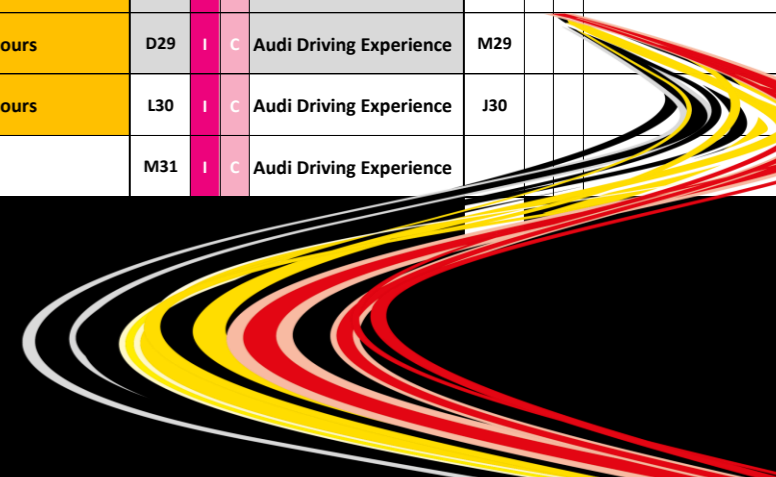 ours D29 I C Audi Driving Experience M29
ours L30 I C Audi Driving Experience J30
M31 I C Audi Driving Experience